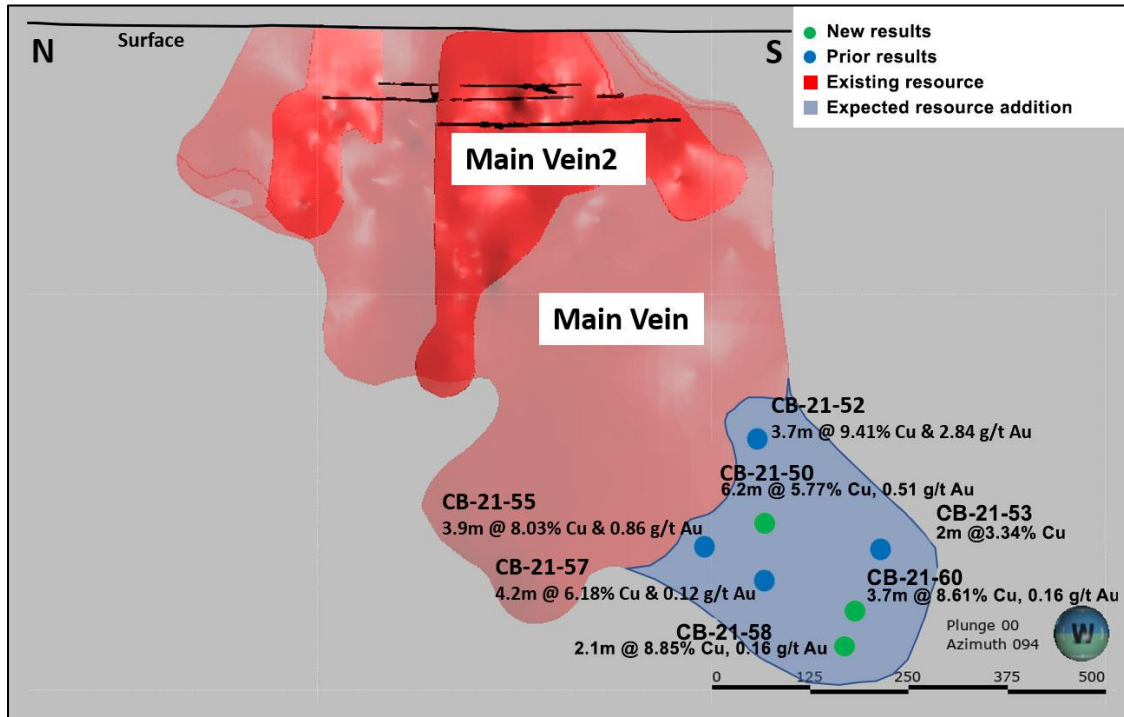 N
Surface
S
New results
Prior results
Existing resource
Expected resource addition
Main Vein2
Main Vein
CB-21-52
3.7m @ 9.41% Cu & 2.84 g/t Au
CB-21-50
6.2m @ 5.77% Cu, 0.51 g/t Au
CB-21-55
3.9m @ 8.03% Cu & 0.86 g/t Au
CB-21-53
2m @3.34% Cu
CB-21-57
4.2m @ 6.18% Cu & 0.12 g/t Au
CB-21-60
3.7m @ 8.61% Cu, 0.16 g/t Au
CB-21-58
2.1m @ 8.85% Cu, 0.16 g/t Au
Plunge 00
Azimuth 094
W
0 125 250 375 500